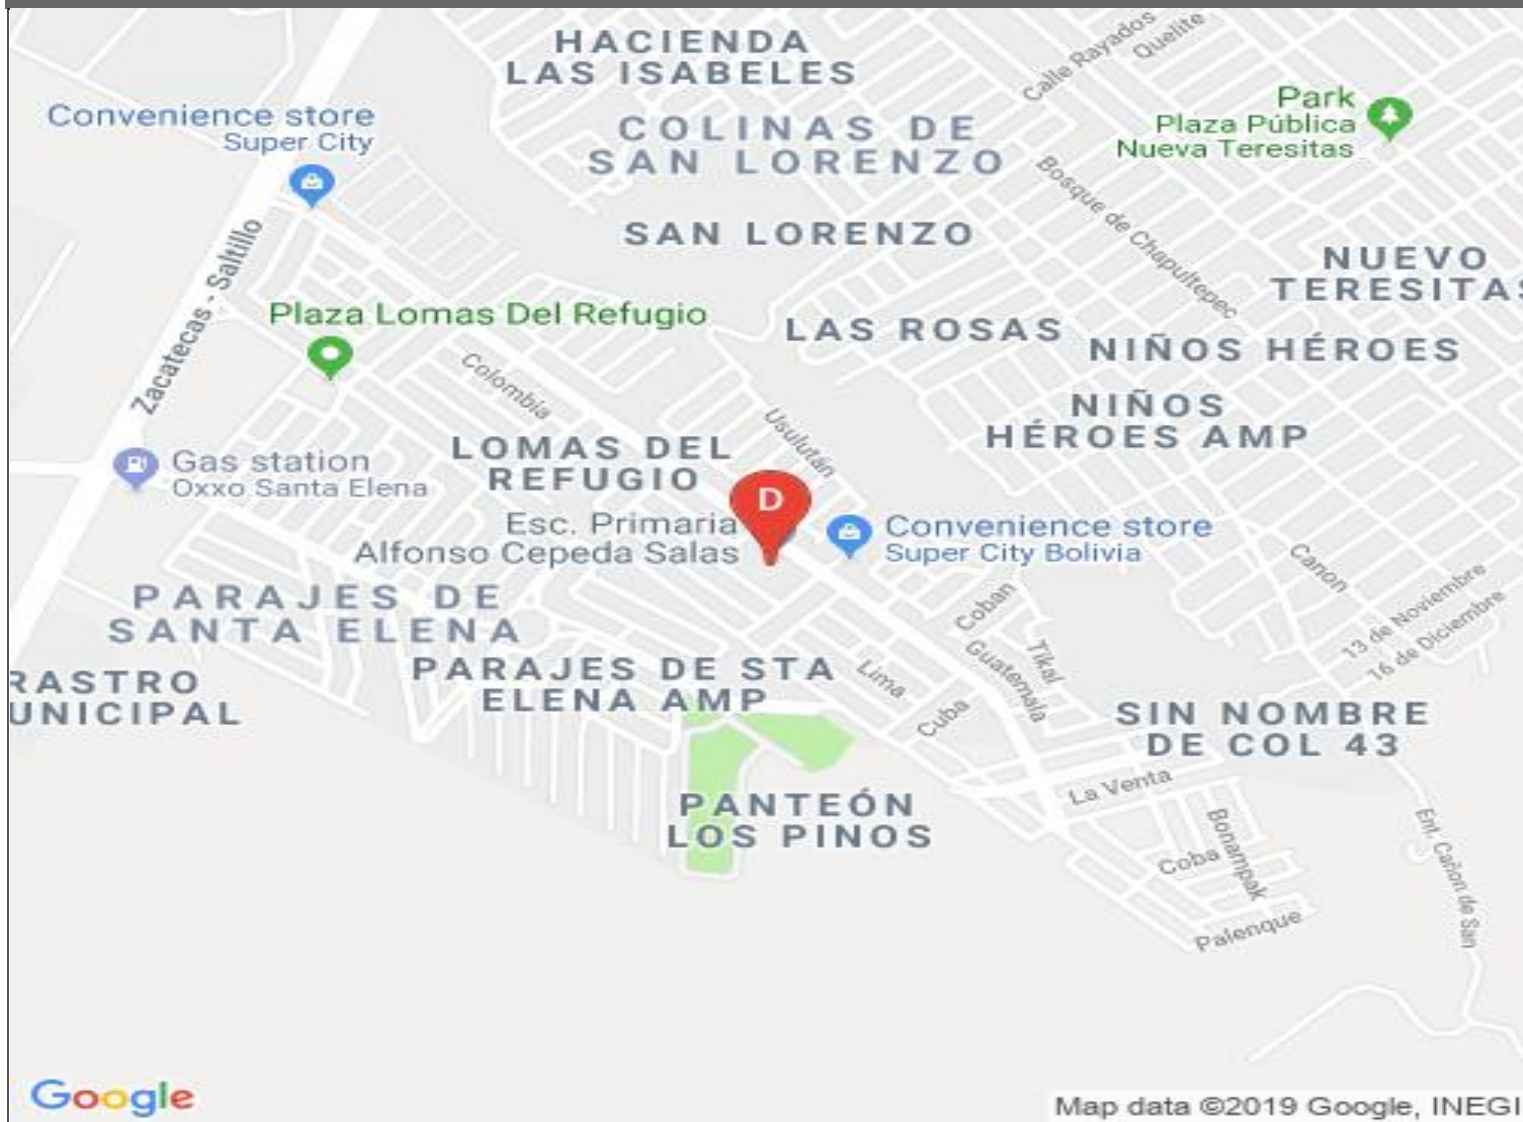 HACIENDA
LAS ISABELES
Calle Rayados
Quelite
Convenience store
Super City
COLINAS DE
SAN LORENZO
Park
Plaza Pública
Nueva Teresitas
Bosque de Chapultepec
SAN LORENZO
NUEVO
TERESITAS
Zacatecas - Saltillo
Plaza Lomas Del Refugio
LAS ROSAS
NIÑOS HÉROES
Colombia
NIÑOS
HÉROES AMP
Usulután
LOMAS DEL
REFUGIO
Gas station
Oxxo Santa Elena
D
Esc. Primaria
Alfonso Cepeda Salas
Convenience store
Super City Bolivia
Canon
13 de Noviembre
16 de Diciembre
PARAJES DE
SANTA ELENA
Coban
Tikal
Guatemala
Lima
Cuba
PARAJES DE STA
ELENA AMP
RASTRO
UNICIPAL
SIN NOMBRE
DE COL 43
La Venta
PANTEÓN
LOS PINOS
Bonampak
Coba
Palenque
Ent. Cañon de San
Google
Map data ©2019 Google, INEGI